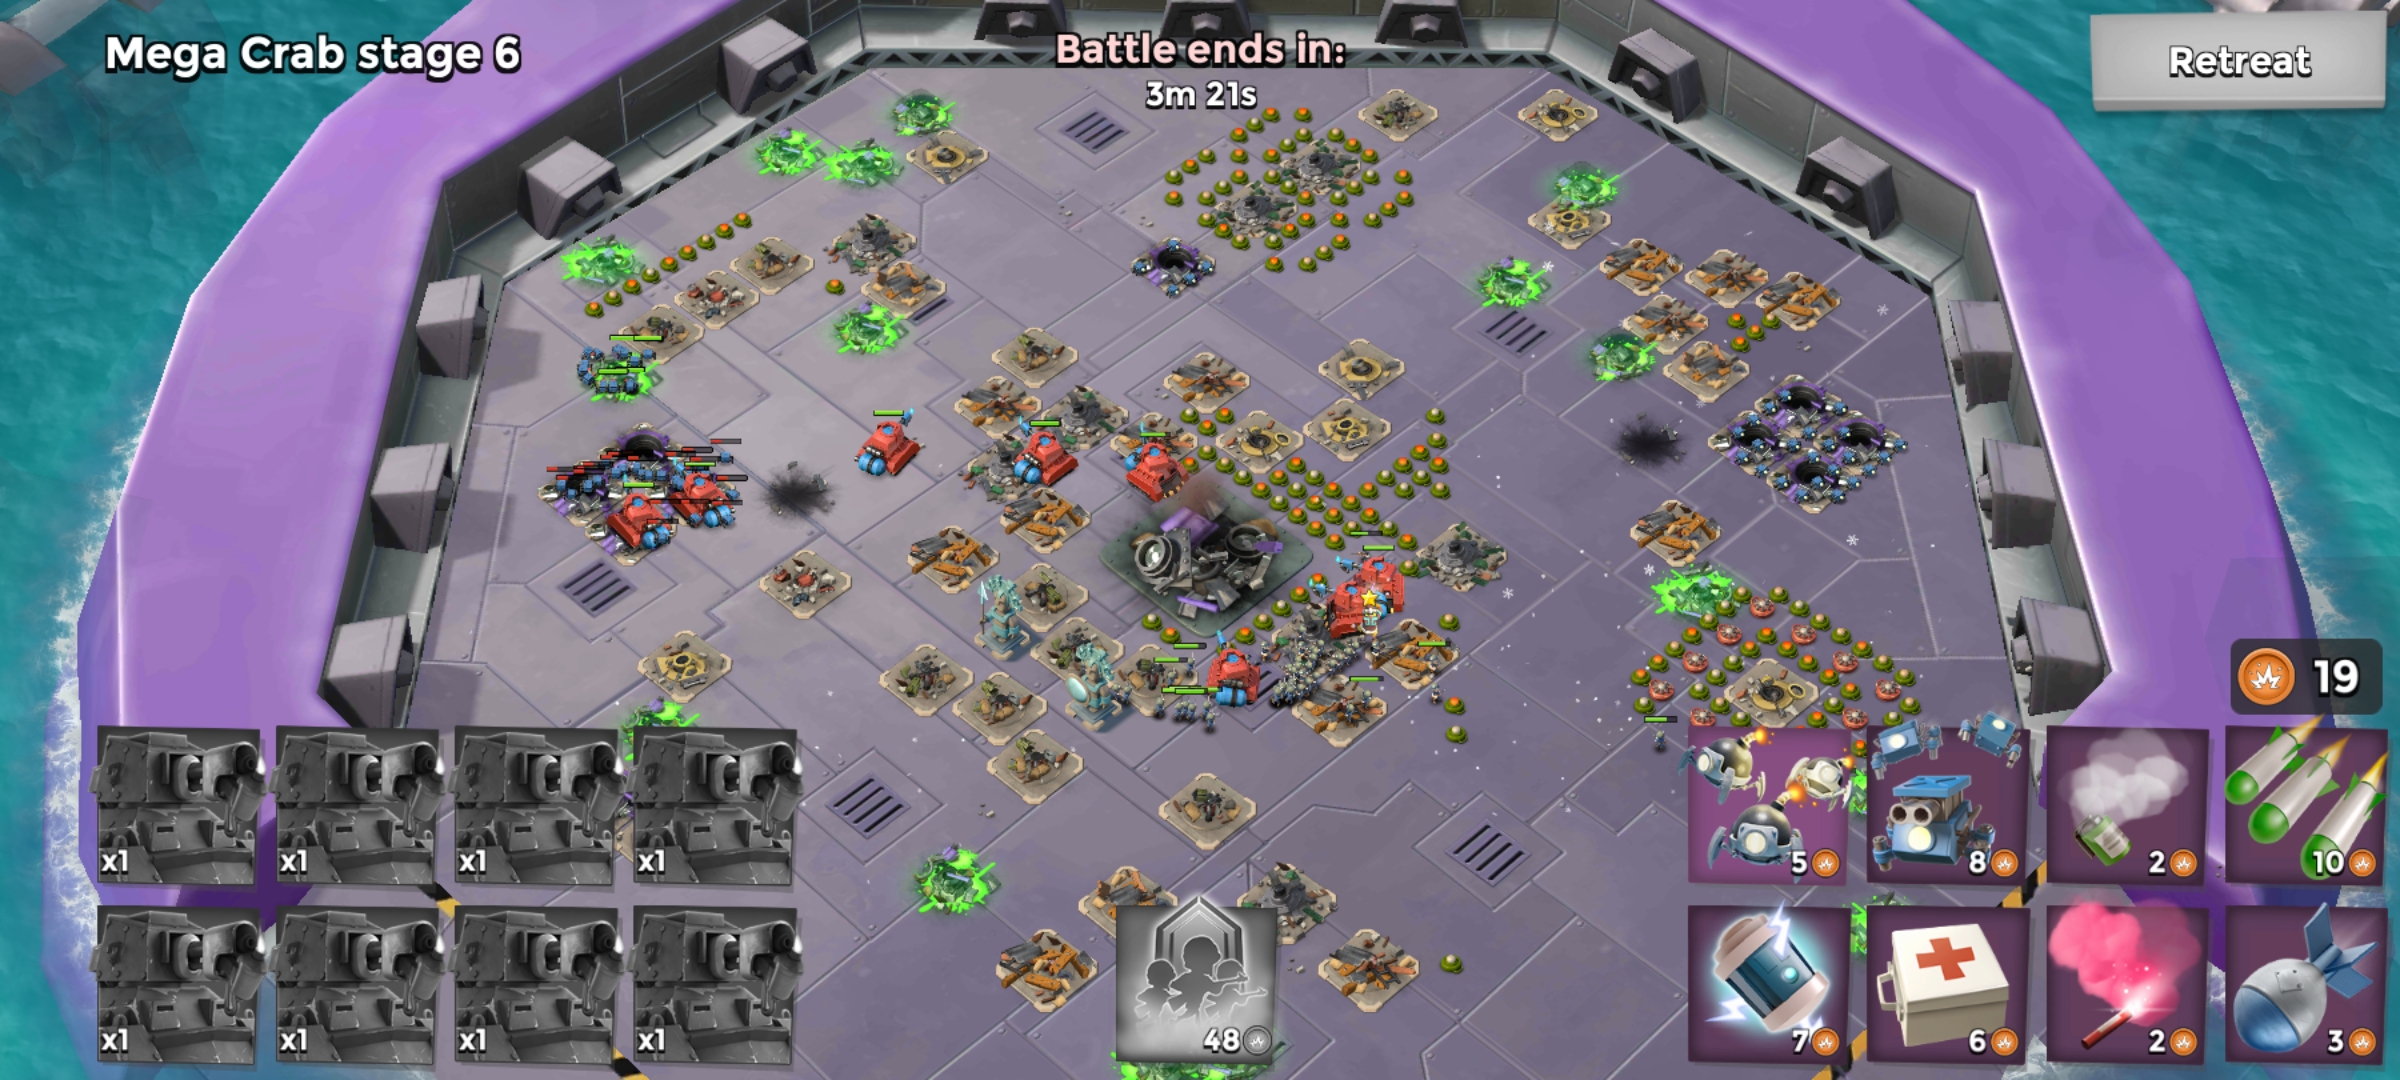 Mega Crab stage 6
Battle ends in:
3m 21s
Retreat
19
x1
x1
x1
x1
5
8
2
10
x1
x1
x1
x1
48
7
6
2
3